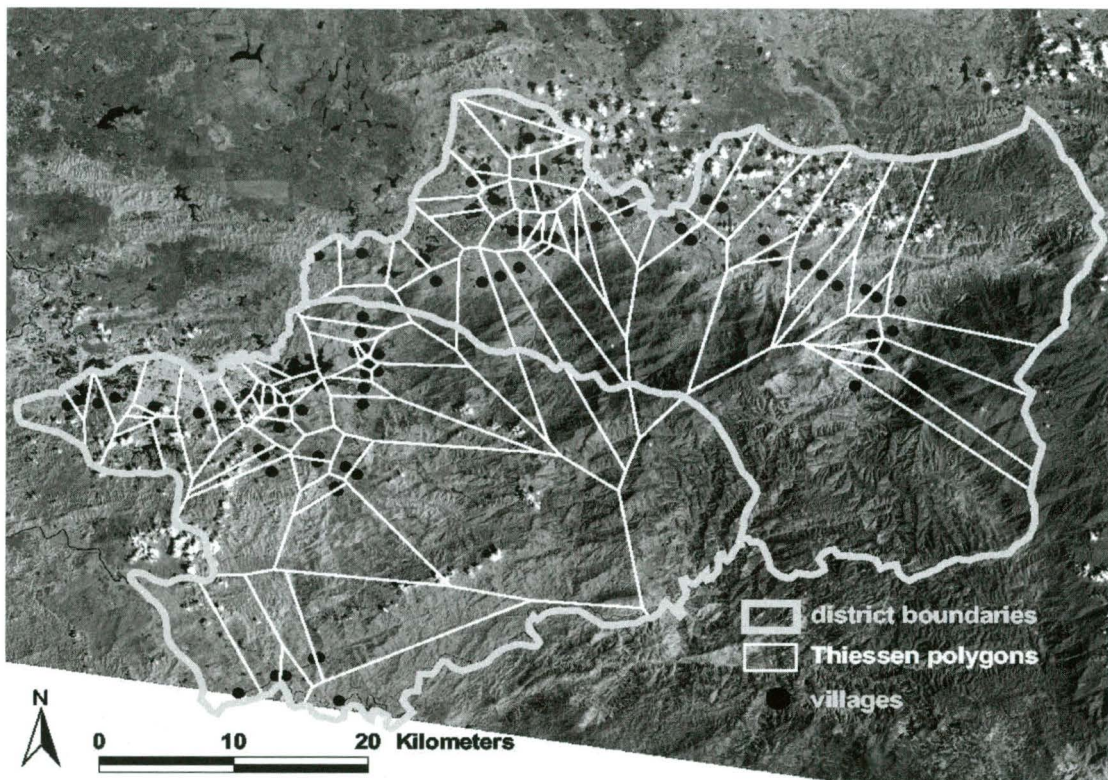 district boundaries
Thiessen polygons
villages
N
0 10 20 Kilometers